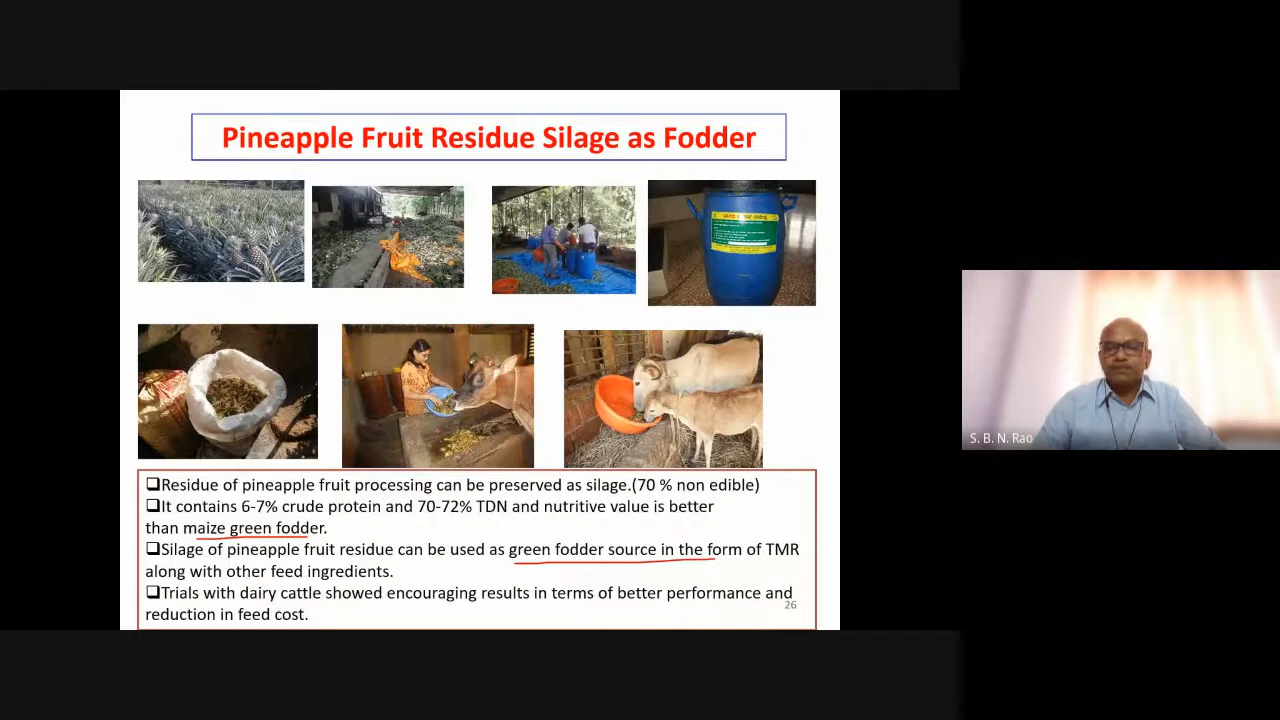 Pineapple Fruit Residue Silage as Fodder
❑Residue of pineapple fruit processing can be preserved as silage.(70 % non edible)
❑It contains 6-7% crude protein and 70-72% TDN and nutritive value is better
than maize green fodder.
❑Silage of pineapple fruit residue can be used as green fodder source in the form of TMR
along with other feed ingredients.
❑Trials with dairy cattle showed encouraging results in terms of better performance and
reduction in feed cost.
26
S. B. N. Rao